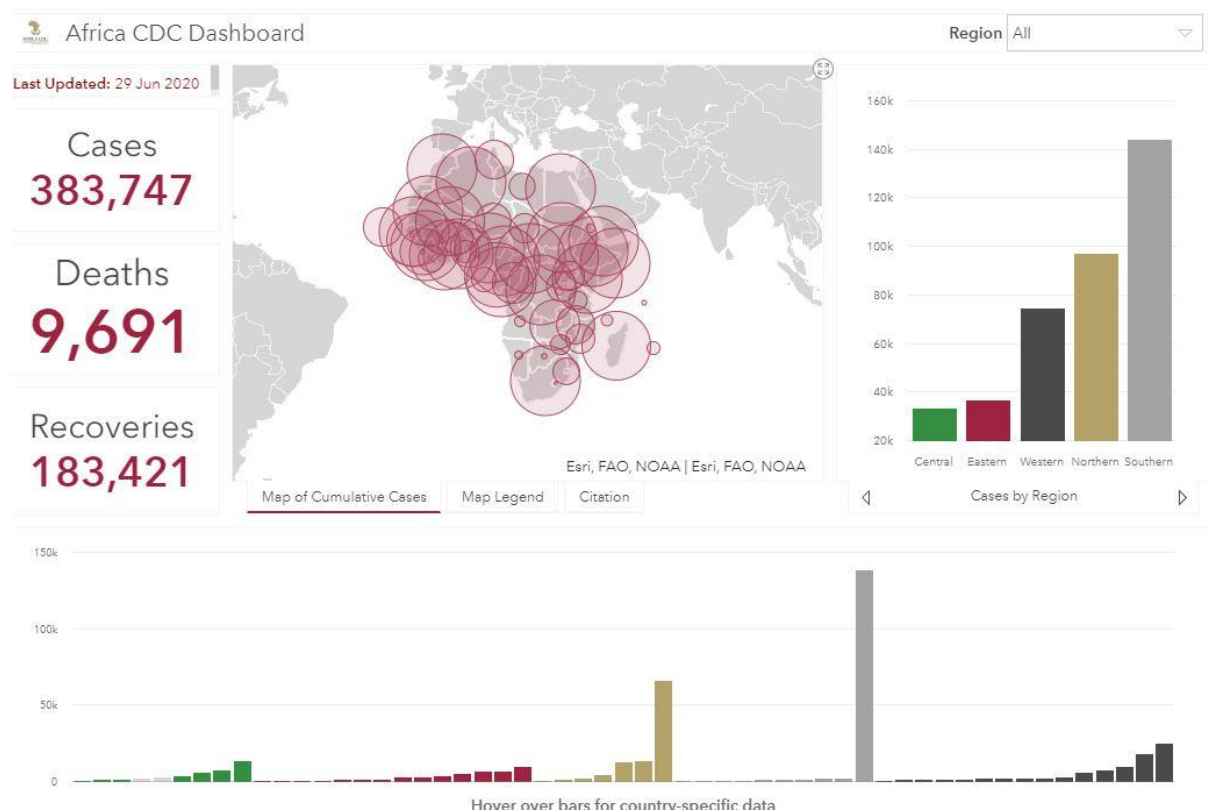 Africa CDC Dashboard
Region All
Last Updated: 29 Jun 2020
Cases
383,747
Deaths
9,691
Recoveries
183,421
Esri, FAO, NOAA | Esri, FAO, NOAA
Map of Cumulative Cases
Map Legend
Citation
160k
140k
120k
100k
80k
60k
40k
20k
Central Eastern Western Northern Southern
Cases by Region
150k
100k
50k
0
Hover over bars for country-specific data